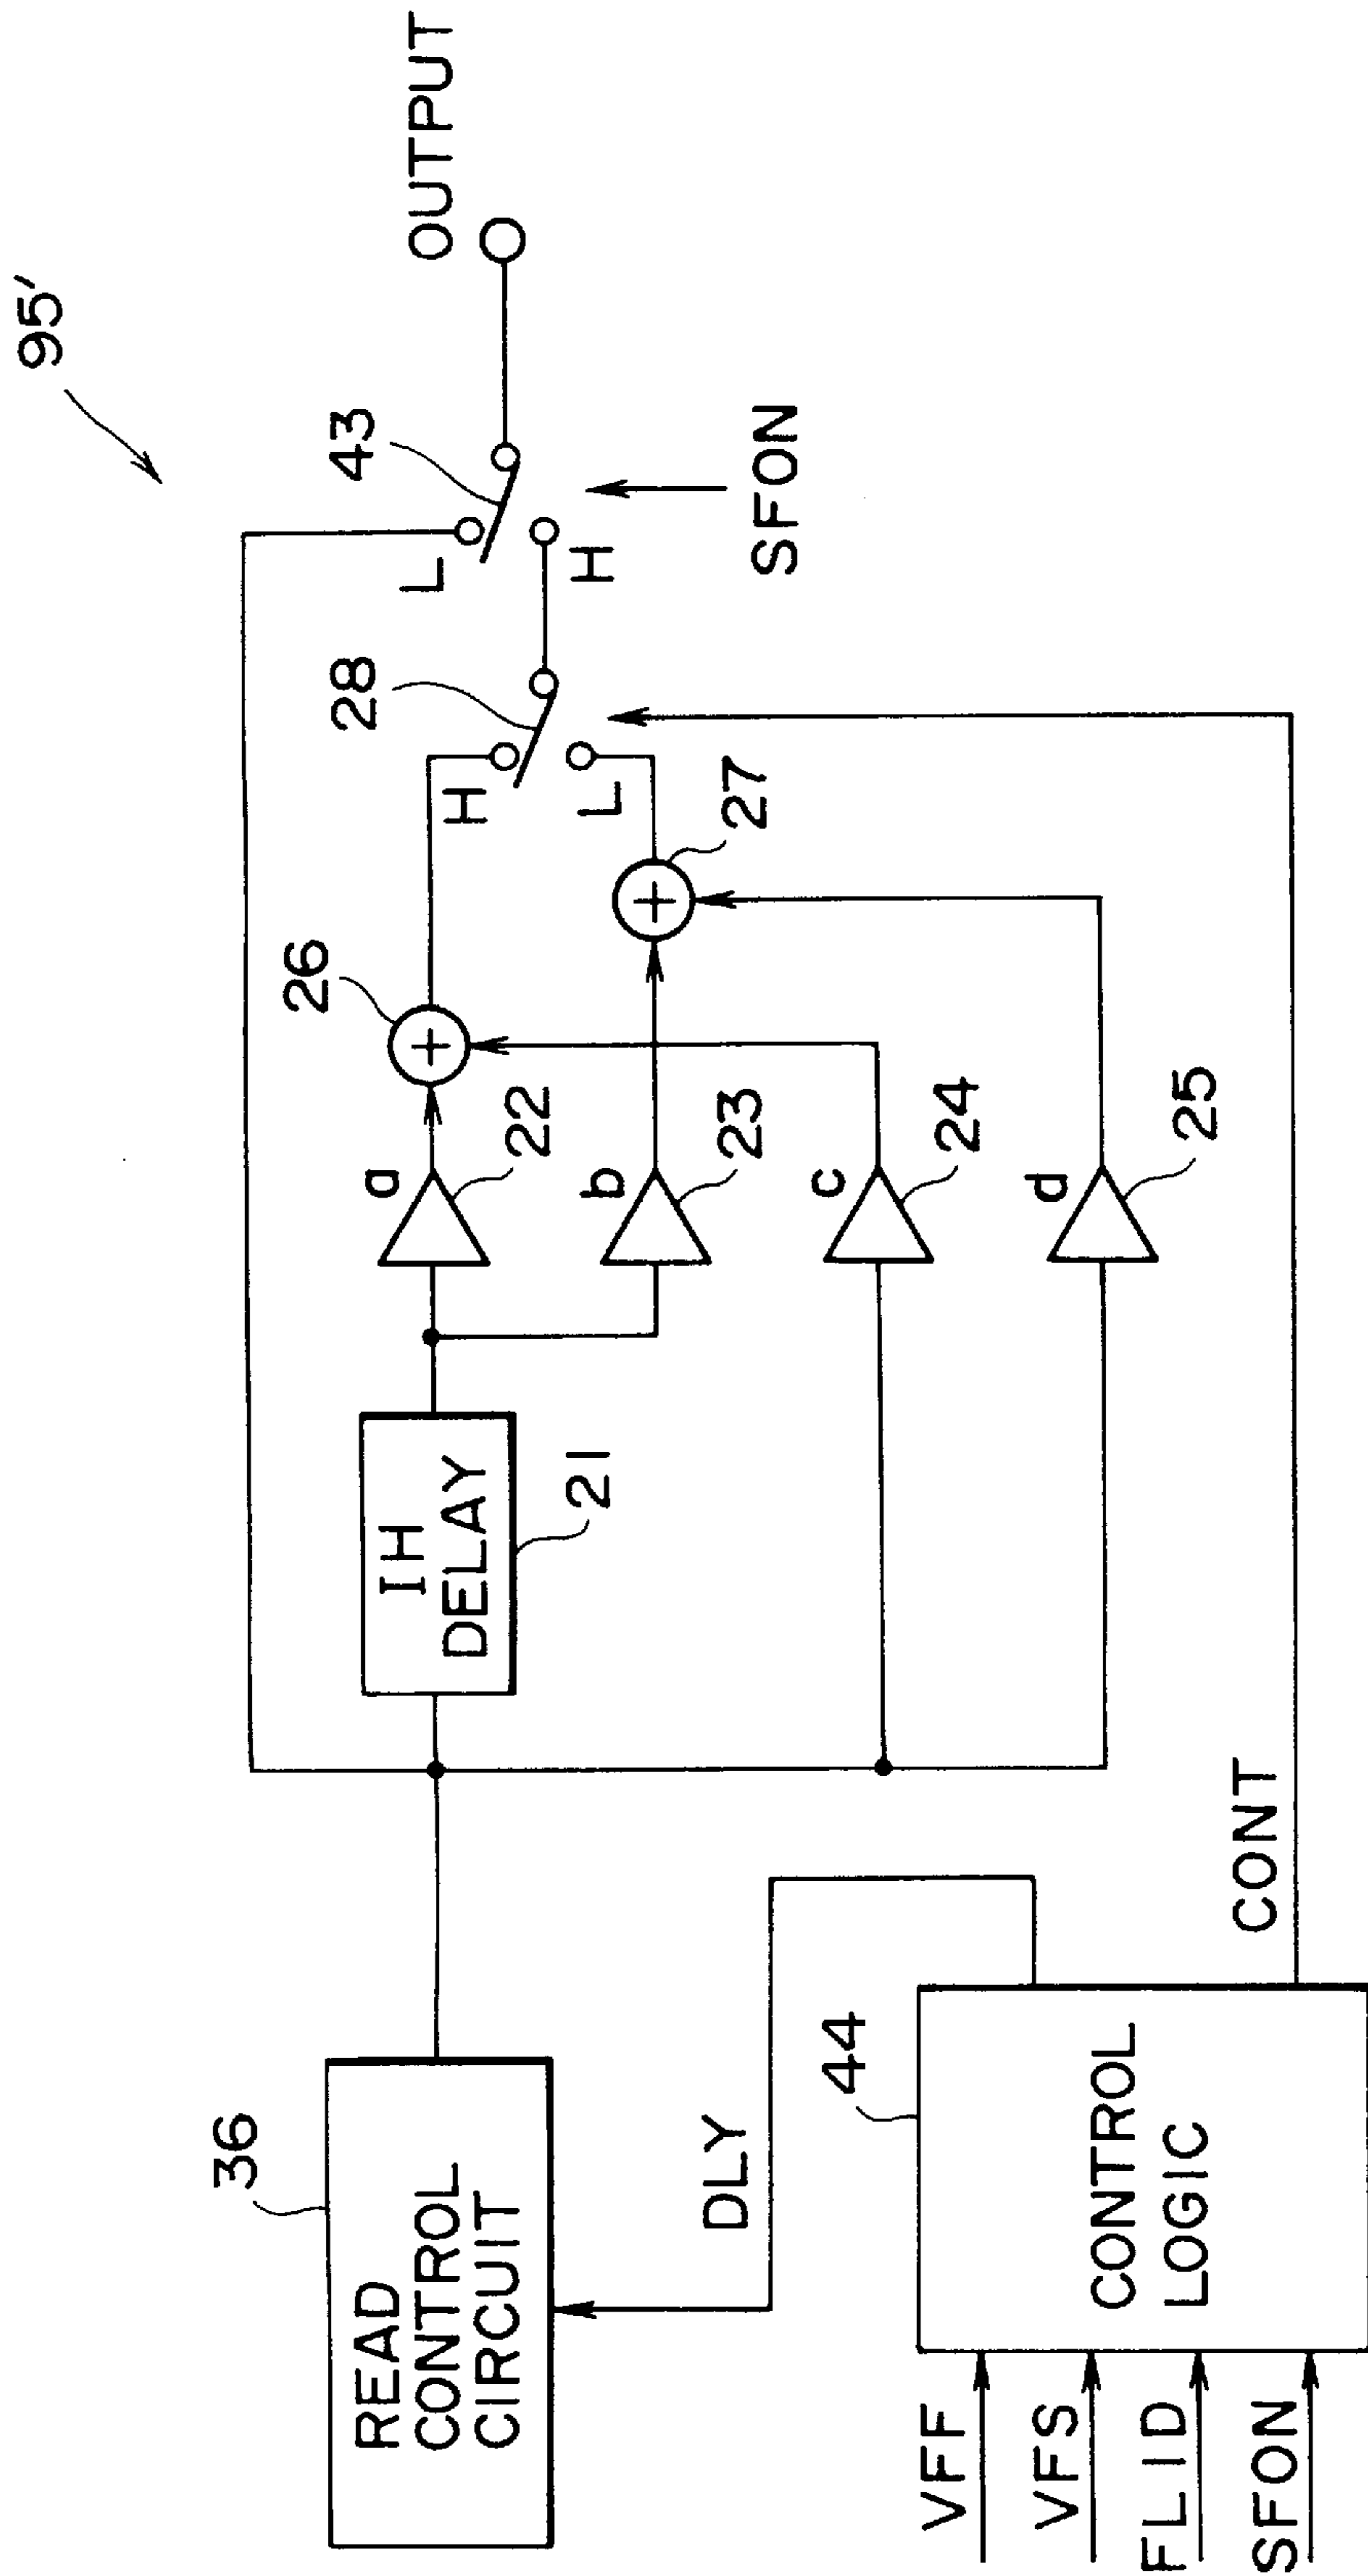 95'
OUTPUT
43
L
H
SFON
28
H
L
27
26
a
22
b
23
c
24
d
25
1H
DELAY
21
36
READ
CONTROL
CIRCUIT
DLY
44
CONTROL
LOGIC
CONT
VFF
VFS
FLID
SFON